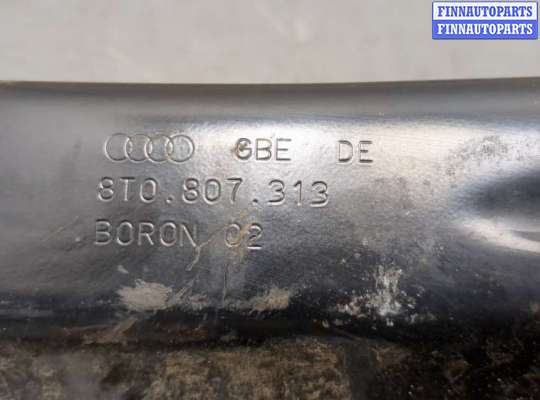 FINNAUTOPARTS
FINNAUTOPARTS
GBE DE
8T0.807.313
BORON 02